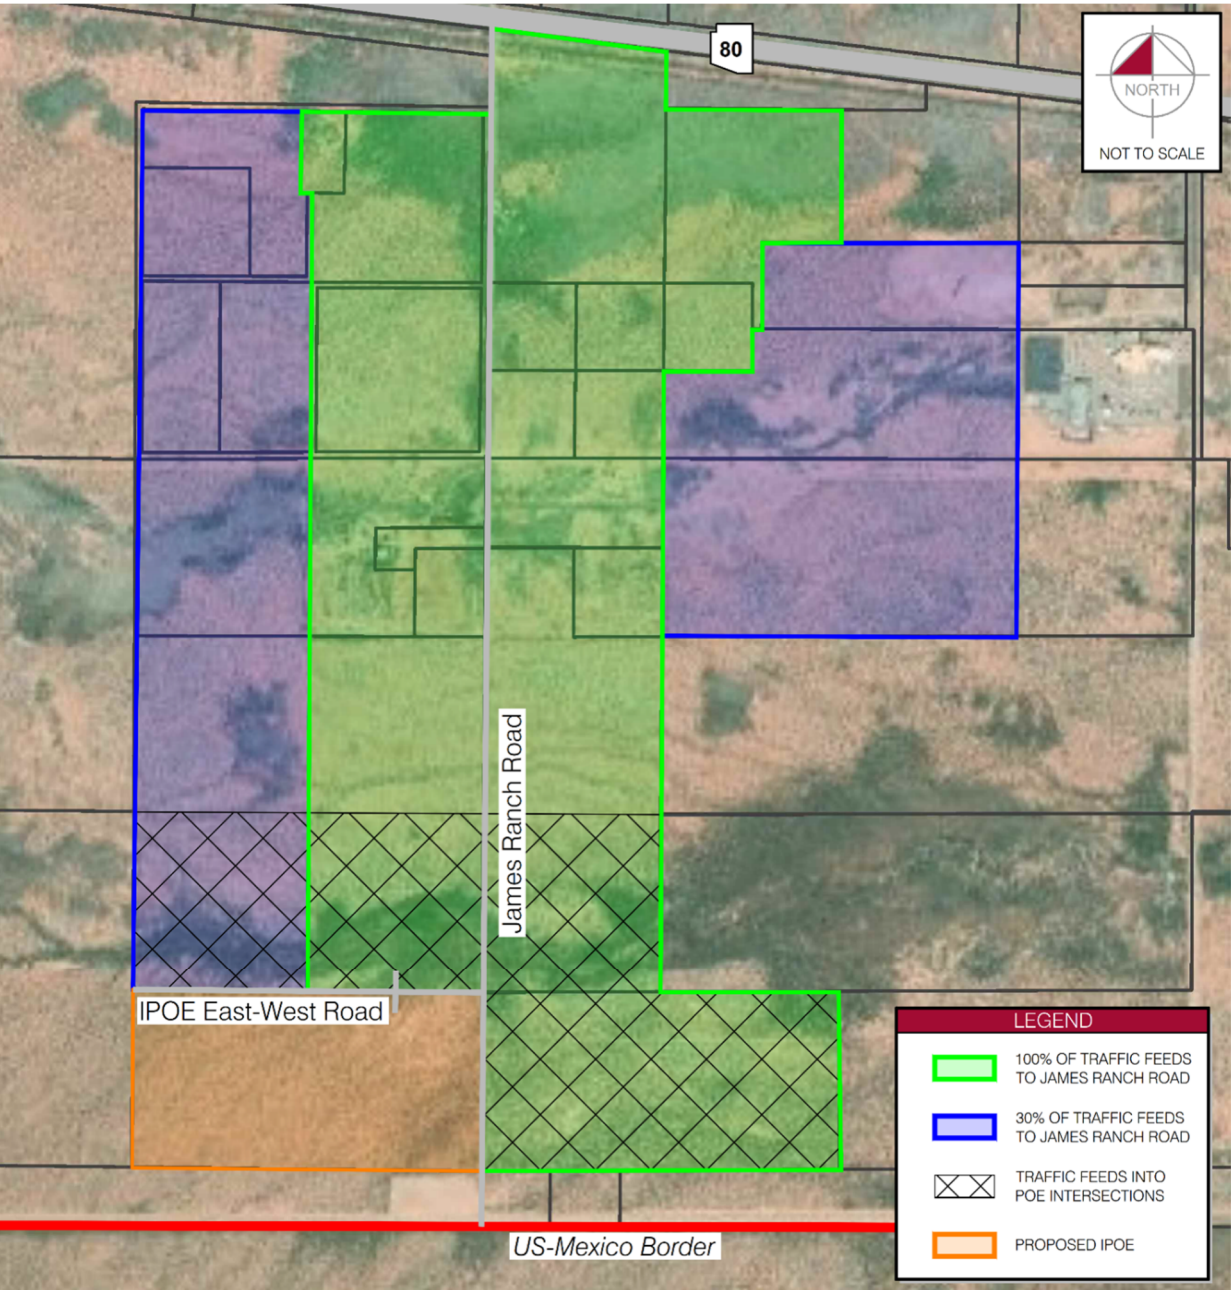 80
NORTH
NOT TO SCALE
James Ranch Road
IPOE East-West Road
US-Mexico Border
LEGEND
100% OF TRAFFIC FEEDS
TO JAMES RANCH ROAD
30% OF TRAFFIC FEEDS
TO JAMES RANCH ROAD
TRAFFIC FEEDS INTO
POE INTERSECTIONS
PROPOSED IPOE